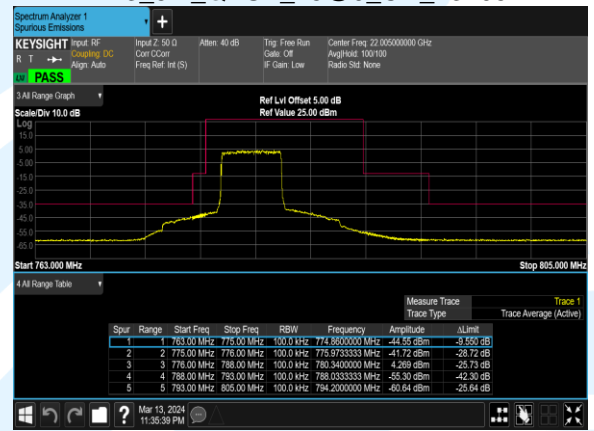 Spectrum Analyzer 1
Spurious Emissions
+
KEYSIGHT Input: RF Input Z: 50 Ω Atten: 40 dB Trig: Free Run Center Freq: 22.005000000 GHz
R T Coupling: DC Corr CCorr Gate: Off Avg|Hold: 100/100
Align: Auto Freq Ref: Int (S) IF Gain: Low Radio Std: None
LXI PASS
3 All Range Graph
Ref Lvl Offset 5.00 dB
Scale/Div 10.0 dB Ref Value 25.00 dBm
Log
15.0
5.00
-5.00
-15.0
-25.0
-35.0
-45.0
-55.0
-65.0
Start 763.000 MHz Stop 805.000 MHz
4 All Range Table
Measure Trace Trace 1
Trace Type Trace Average (Active)
Spur Range Start Freq Stop Freq RBW Frequency Amplitude ΔLimit
1 1 763.00 MHz 775.00 MHz 100.0 kHz 774.8600000 MHz -44.55 dBm -9.550 dB
2 2 775.00 MHz 776.00 MHz 100.0 kHz 775.9733333 MHz -41.72 dBm -28.72 dB
3 3 776.00 MHz 788.00 MHz 100.0 kHz 780.3400000 MHz 4.269 dBm -25.73 dB
4 4 788.00 MHz 793.00 MHz 100.0 kHz 788.0333333 MHz -55.30 dBm -42.30 dB
5 5 793.00 MHz 805.00 MHz 100.0 kHz 794.2000000 MHz -60.64 dBm -25.64 dB
? Mar 13, 2024
11:35:39 PM